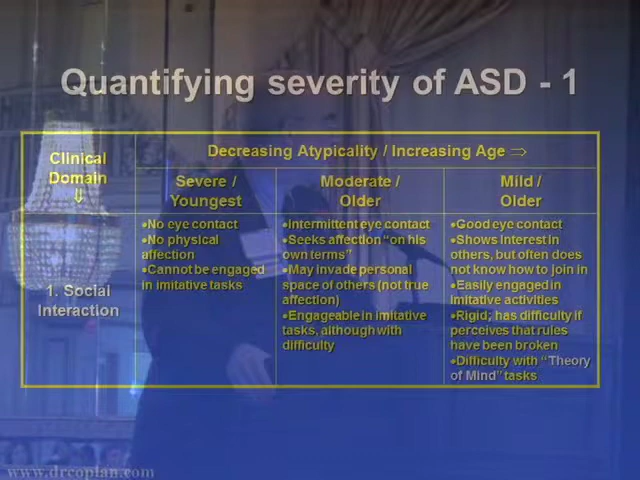 Quantifying severity of ASD - 1
Clinical
Domain
⇓
Decreasing Atypicality / Increasing Age ⇒
Severe /
Youngest
Moderate /
Older
Mild /
Older
1. Social
Interaction
•No eye contact
•No physical
affection
•Cannot be engaged
in imitative tasks
•Intermittent eye contact
•Seeks affection “on his
own terms”
•May invade personal
space of others (not true
affection)
•Engageable in imitative
tasks, although with
difficulty
•Good eye contact
•Shows interest in
others, but often does
not know how to join in
•Easily engaged in
imitative activities
•Rigid; has difficulty if
perceives that rules
have been broken
•Difficulty with “Theory
of Mind” tasks
www.drcoplan.com